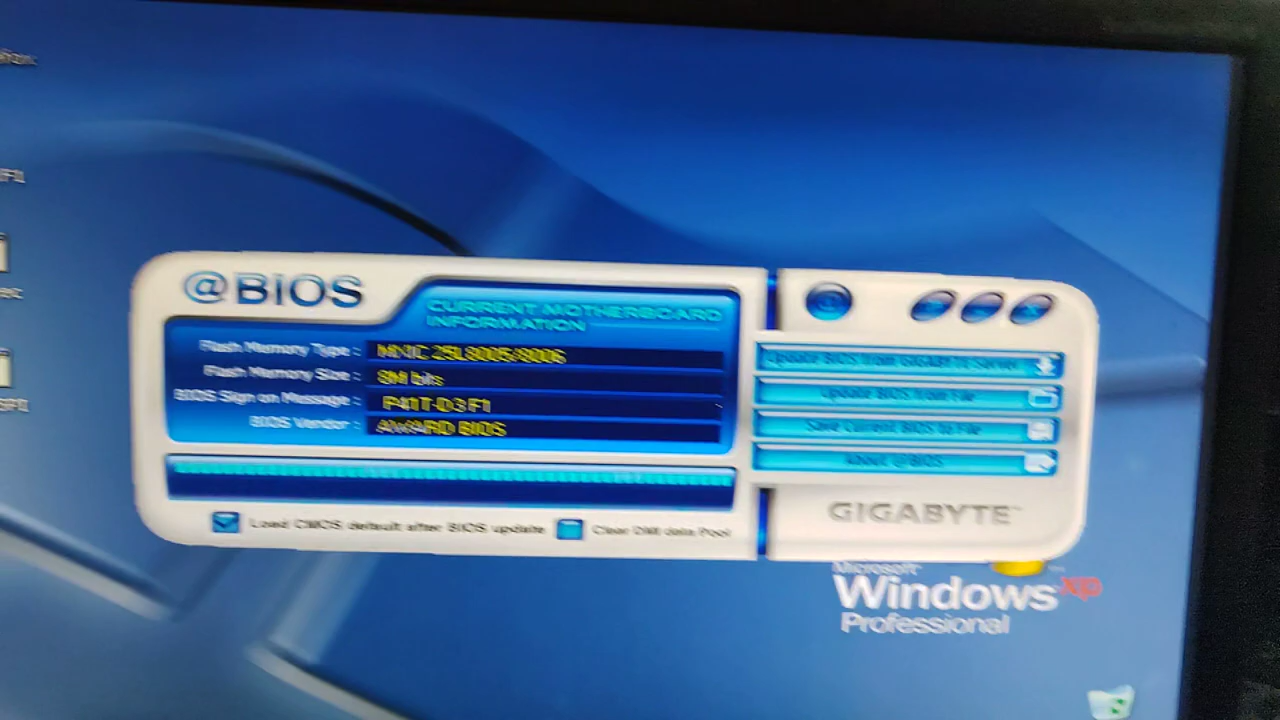 @BIOS
CURRENT MOTHERBOARD
INFORMATION
Flash Memory Type : MXIC 25L8005/8006
Flash Memory Size : 8M bits
BIOS Sign on Message : P41T-D3 F1
BIOS Vendor : AWARD BIOS
Load CMOS default after BIOS update
Clear DMI data Pool
Update BIOS from GIGABYTE Server
Update BIOS from File
Save Current BIOS to File
About @BIOS
GIGABYTE™
Microsoft®
Windows xp
Professional